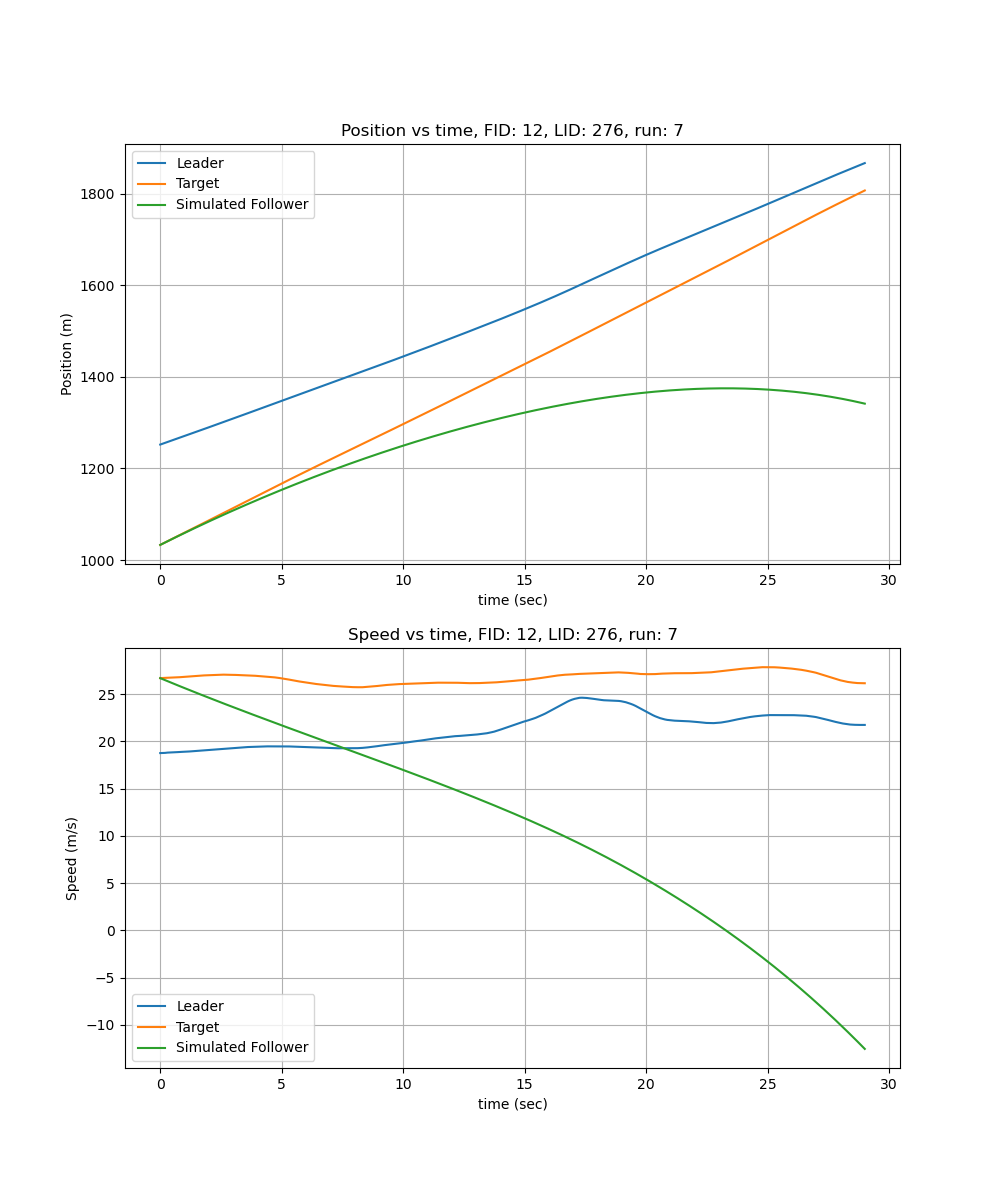 Position vs time, FID: 12, LID: 276, run: 7
Leader
Target
Simulated Follower
Position (m)
1800
1600
1400
1200
1000
0 5 10 15 20 25 30
time (sec)
Speed vs time, FID: 12, LID: 276, run: 7
Speed (m/s)
25
20
15
10
5
0
−5
−10
Leader
Target
Simulated Follower
0 5 10 15 20 25 30
time (sec)